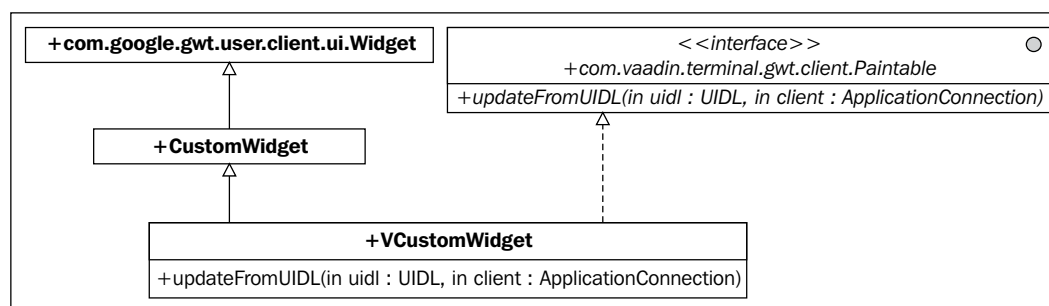 +com.google.gwt.user.client.ui.Widget
<<interface>>
+com.vaadin.terminal.gwt.client.Paintable
+updateFromUIDL(in uidl : UIDL, in client : ApplicationConnection)
+CustomWidget
+VCustomWidget
+updateFromUIDL(in uidl : UIDL, in client : ApplicationConnection)